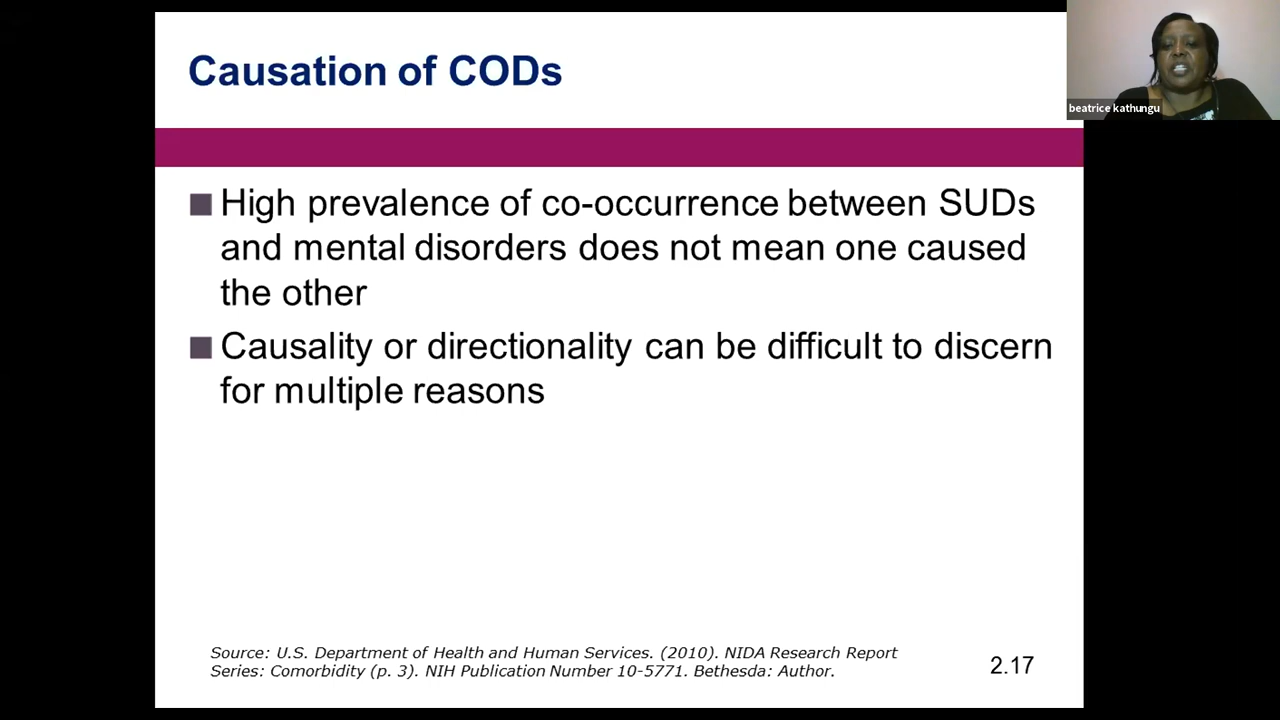 Causation of CODs
beatrice kathungu
High prevalence of co-occurrence between SUDs
and mental disorders does not mean one caused
the other
Causality or directionality can be difficult to discern
for multiple reasons
Source: U.S. Department of Health and Human Services. (2010). NIDA Research Report
Series: Comorbidity (p. 3). NIH Publication Number 10-5771. Bethesda: Author.
2.17